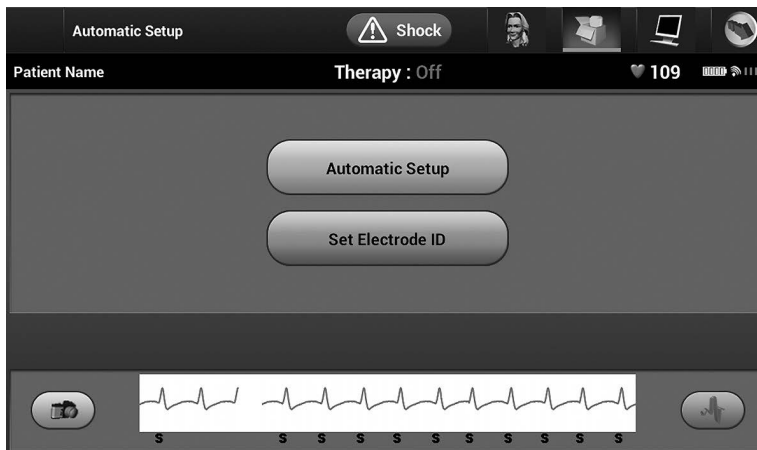 Automatic Setup
Shock
Patient Name
Therapy : Off
109
Automatic Setup
Set Electrode ID
S S S S S S S S S S S